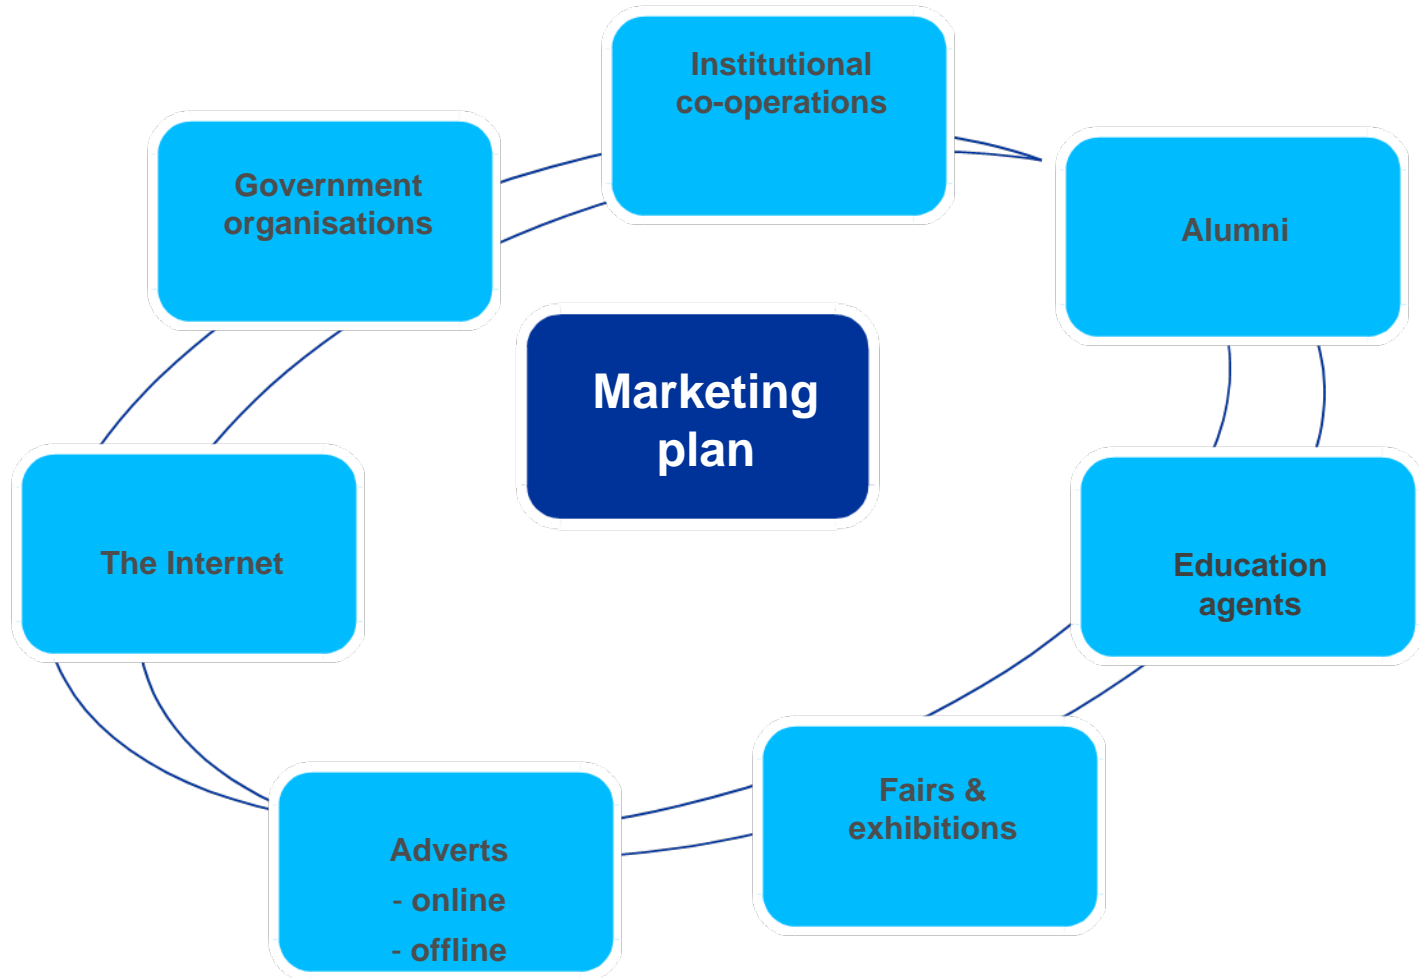 Institutional
co-operations
Government
organisations
Alumni
Marketing
plan
The Internet
Education
agents
Fairs &
exhibitions
Adverts
- online
- offline